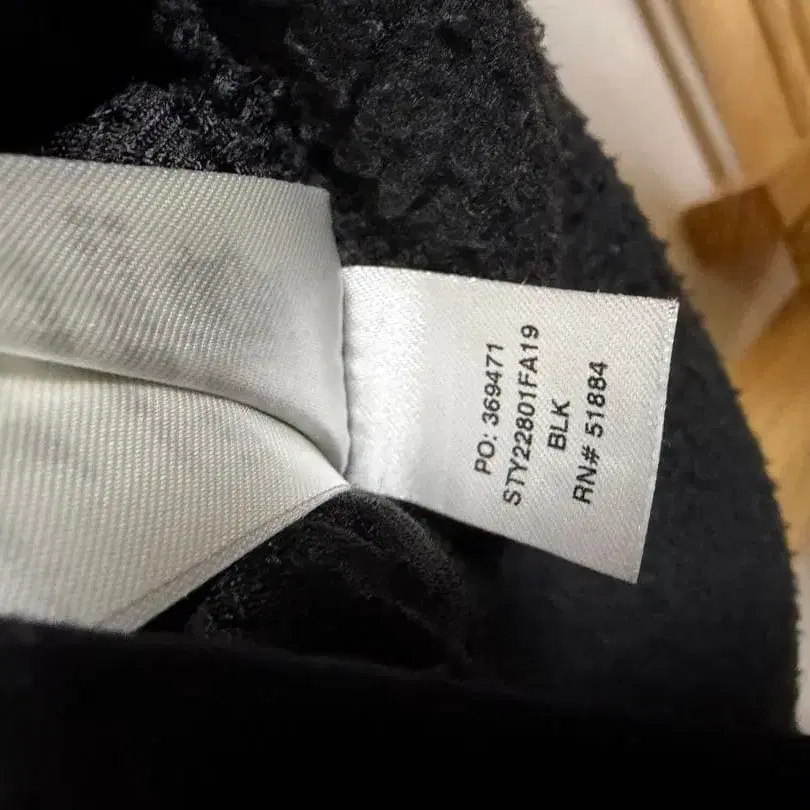 PO: 369471
STY22801FA19
BLK
RN# 51884